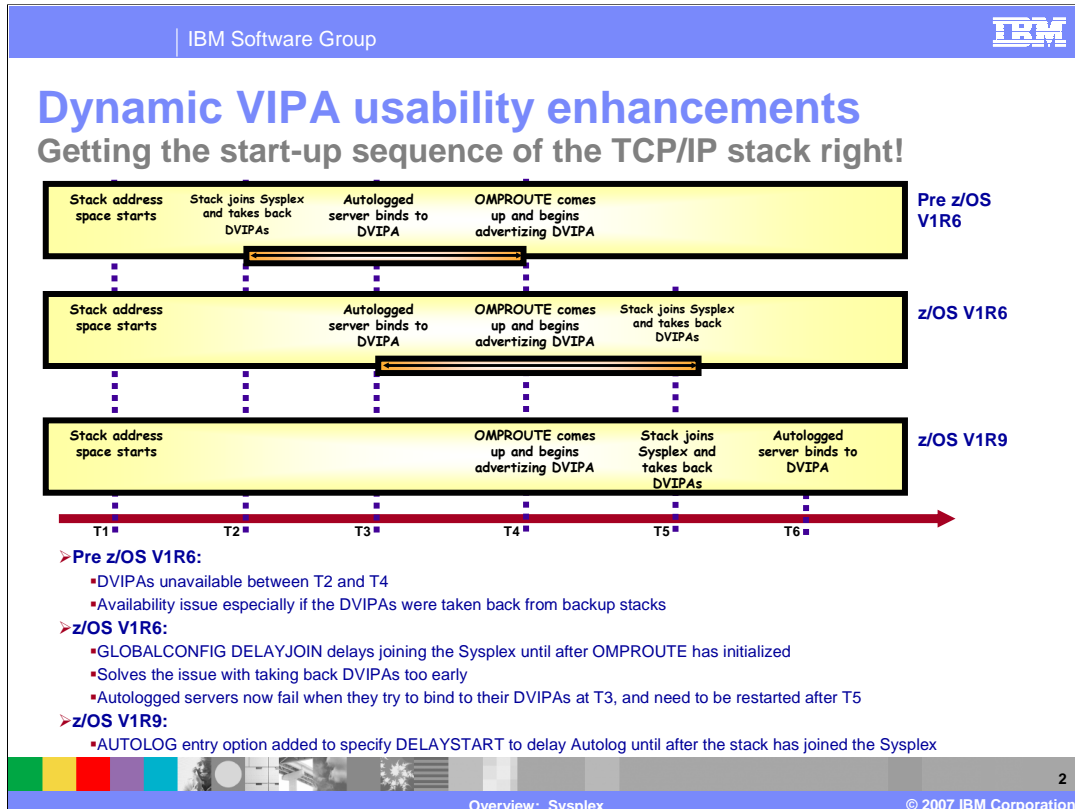 IBM Software Group
IBM
Dynamic VIPA usability enhancements
Getting the start-up sequence of the TCP/IP stack right!
Stack address
space starts
Stack joins Sysplex
and takes back
DVIPAs
Autologged
server binds to
DVIPA
OMPROUTE comes
up and begins
advertizing DVIPA
Pre z/OS
V1R6
Stack address
space starts
Autologged
server binds to
DVIPA
OMPROUTE comes
up and begins
advertizing DVIPA
Stack joins Sysplex
and takes back
DVIPAs
z/OS V1R6
Stack address
space starts
OMPROUTE comes
up and begins
advertizing DVIPA
Stack joins
Sysplex and
takes back
DVIPAs
Autologged
server binds to
DVIPA
z/OS V1R9
T1 T2 T3 T4 T5 T6
➢Pre z/OS V1R6:
▪DVIPAs unavailable between T2 and T4
▪Availability issue especially if the DVIPAs were taken back from backup stacks
➢z/OS V1R6:
▪GLOBALCONFIG DELAYJOIN delays joining the Sysplex until after OMPROUTE has initialized
▪Solves the issue with taking back DVIPAs too early
▪Autologged servers now fail when they try to bind to their DVIPAs at T3, and need to be restarted after T5
➢z/OS V1R9:
▪AUTOLOG entry option added to specify DELAYSTART to delay Autolog until after the stack has joined the Sysplex
2
Overview: Sysplex
© 2007 IBM Corporation